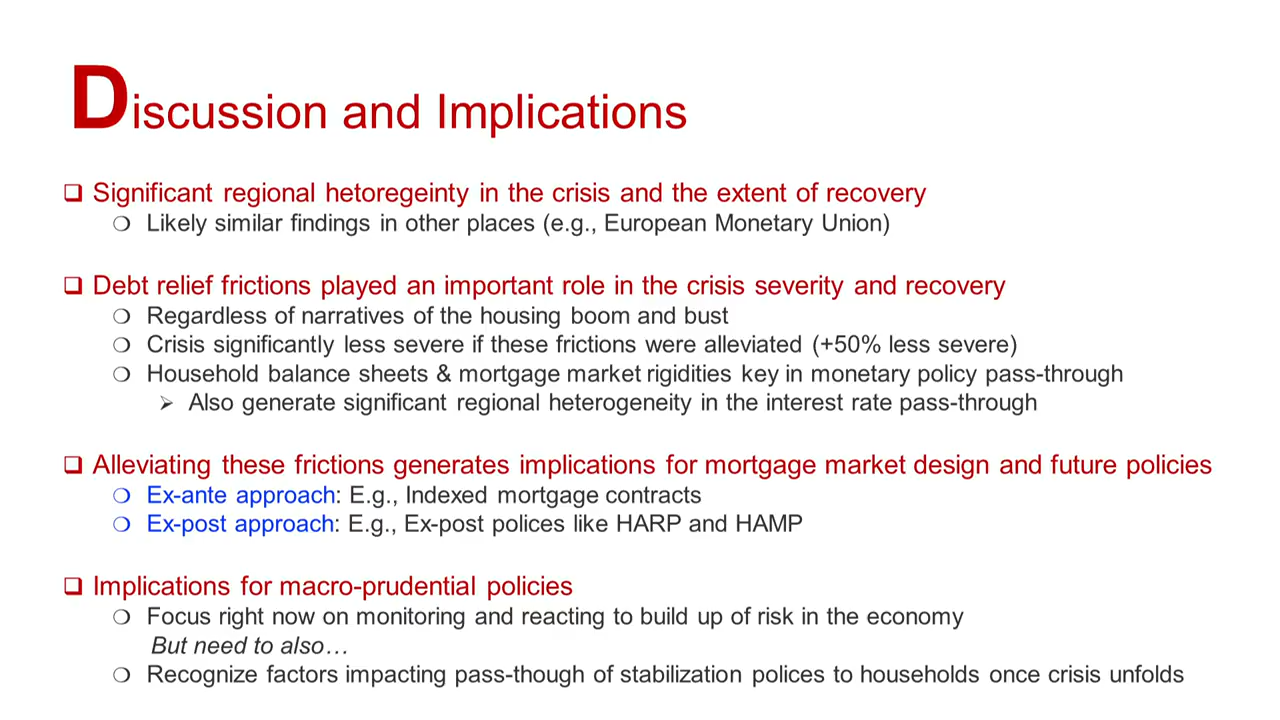 Discussion and Implications
Significant regional hetoregeinty in the crisis and the extent of recovery
Likely similar findings in other places (e.g., European Monetary Union)
Debt relief frictions played an important role in the crisis severity and recovery
Regardless of narratives of the housing boom and bust
Crisis significantly less severe if these frictions were alleviated (+50% less severe)
Household balance sheets & mortgage market rigidities key in monetary policy pass-through
Also generate significant regional heterogeneity in the interest rate pass-through
Alleviating these frictions generates implications for mortgage market design and future policies
Ex-ante approach: E.g., Indexed mortgage contracts
Ex-post approach: E.g., Ex-post polices like HARP and HAMP
Implications for macro-prudential policies
Focus right now on monitoring and reacting to build up of risk in the economy
But need to also…
Recognize factors impacting pass-though of stabilization polices to households once crisis unfolds